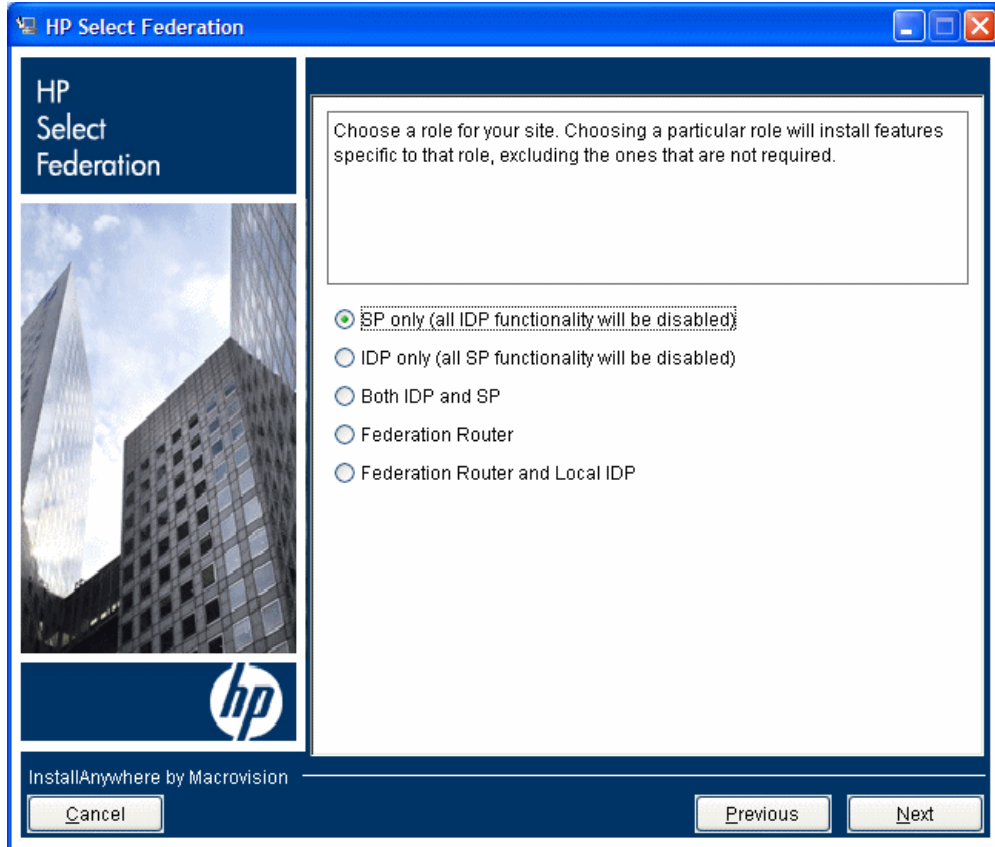 HP Select Federation
HP
Select
Federation
Choose a role for your site. Choosing a particular role will install features
specific to that role, excluding the ones that are not required.
SP only (all IDP functionality will be disabled)
IDP only (all SP functionality will be disabled)
Both IDP and SP
Federation Router
Federation Router and Local IDP
hp
InstallAnywhere by Macrovision
Cancel
Previous
Next